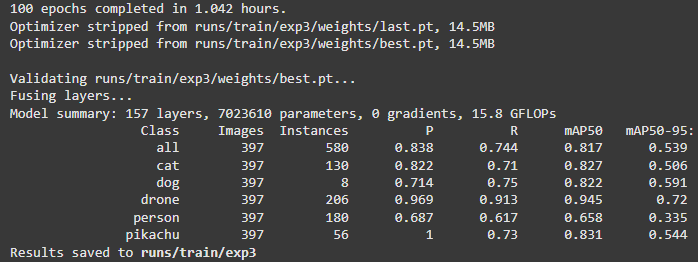 100 epochs completed in 1.042 hours.
Optimizer stripped from runs/train/exp3/weights/last.pt, 14.5MB
Optimizer stripped from runs/train/exp3/weights/best.pt, 14.5MB
Validating runs/train/exp3/weights/best.pt...
Fusing layers...
Model summary: 157 layers, 7023610 parameters, 0 gradients, 15.8 GFLOPs
Class Images Instances P R mAP50 mAP50-95:
all 397 580 0.838 0.744 0.817 0.539
cat 397 130 0.822 0.71 0.827 0.506
dog 397 8 0.714 0.75 0.822 0.591
drone 397 206 0.969 0.913 0.945 0.72
person 397 180 0.687 0.617 0.658 0.335
pikachu 397 56 1 0.73 0.831 0.544
Results saved to runs/train/exp3